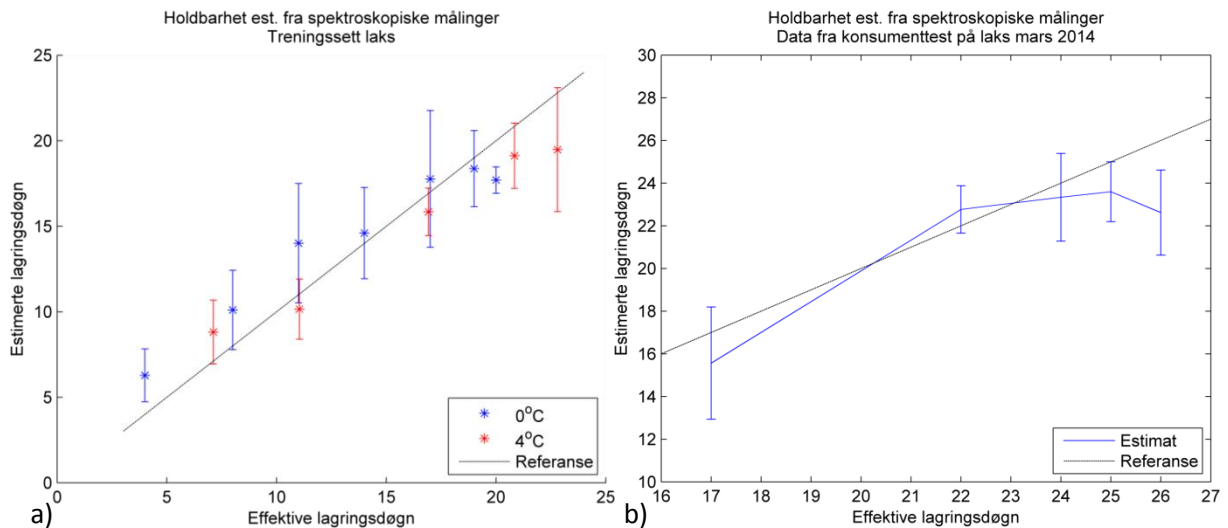 Holdbarhet est. fra spektroskopiske målinger
Treningssett laks
25
20
15
10
5
0
Estimerte lagringsdøgn
0 5 10 15 20 25
Effektive lagringsdøgn
0°C
4°C
Referanse
a)
Holdbarhet est. fra spektroskopiske målinger
Data fra konsumenttest på laks mars 2014
30
28
26
24
22
20
18
16
14
12
10
Estimerte lagringsdøgn
16 17 18 19 20 21 22 23 24 25 26 27
Effektive lagringsdøgn
Estimat
Referanse
b)